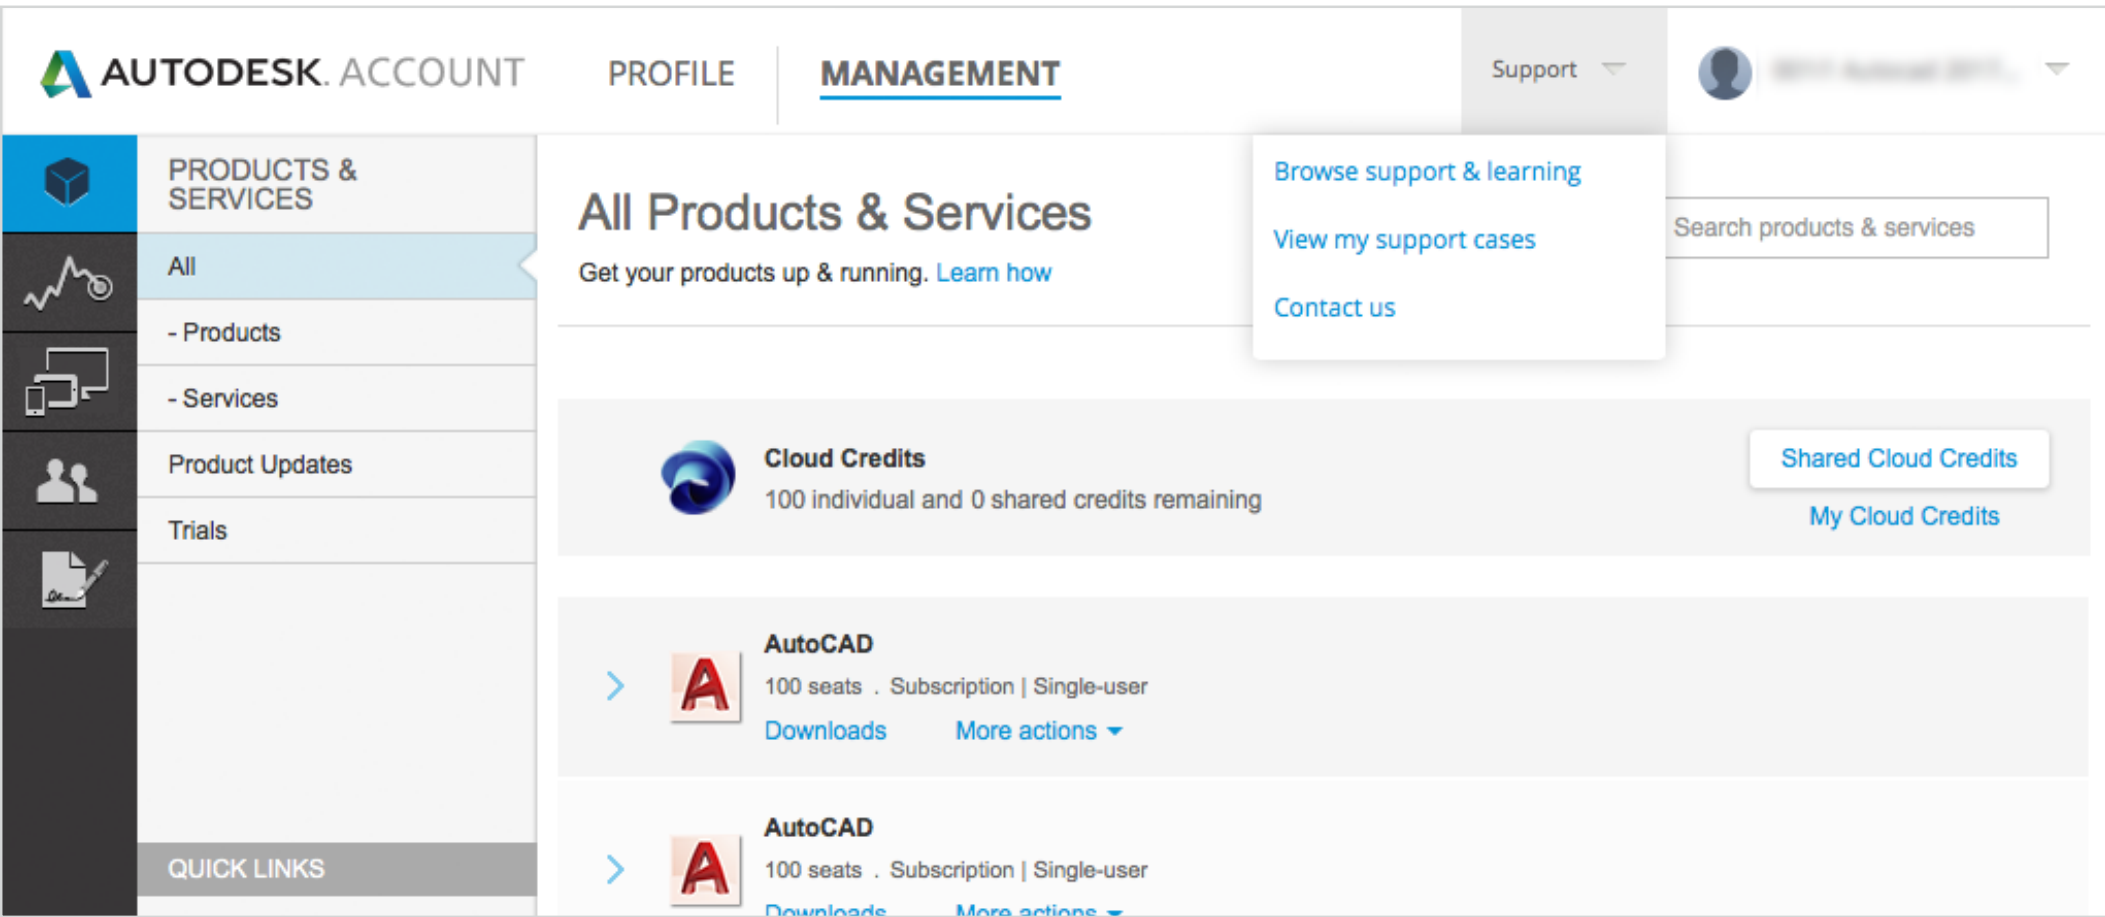 AUTODESK. ACCOUNT
PROFILE
MANAGEMENT
Support
Browse support & learning
View my support cases
Contact us
PRODUCTS &
SERVICES
All
- Products
- Services
Product Updates
Trials
QUICK LINKS
All Products & Services
Get your products up & running. Learn how
Search products & services
Cloud Credits
100 individual and 0 shared credits remaining
Shared Cloud Credits
My Cloud Credits
AutoCAD
100 seats . Subscription | Single-user
Downloads More actions
AutoCAD
100 seats . Subscription | Single-user
Downloads More actions